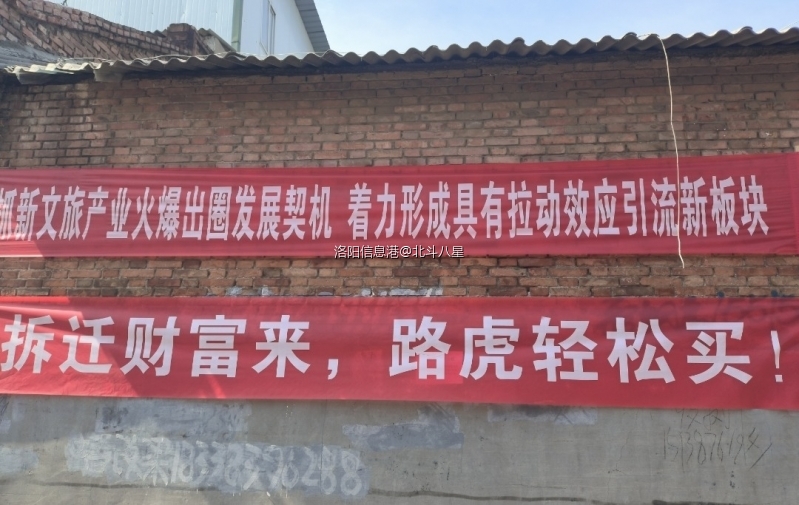 抓新文旅产业火爆出圈发展契机 着力形成具有拉动效应引流新板块
洛阳信息港@北斗八星
拆迁财富来，路虎轻松买！